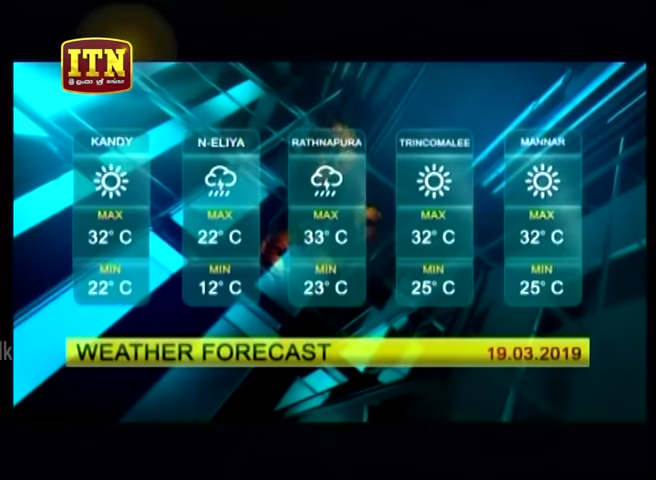 ITN
ශ්‍රී ලංකා
KANDY
N-ELIYA
RATHNAPURA
TRINCOMALEE
MANNAR
MAX
MAX
MAX
MAX
MAX
32° C
22° C
33° C
32° C
32° C
MIN
MIN
MIN
MIN
MIN
22° C
12° C
23° C
25° C
25° C
lk
WEATHER FORECAST
19.03.2019